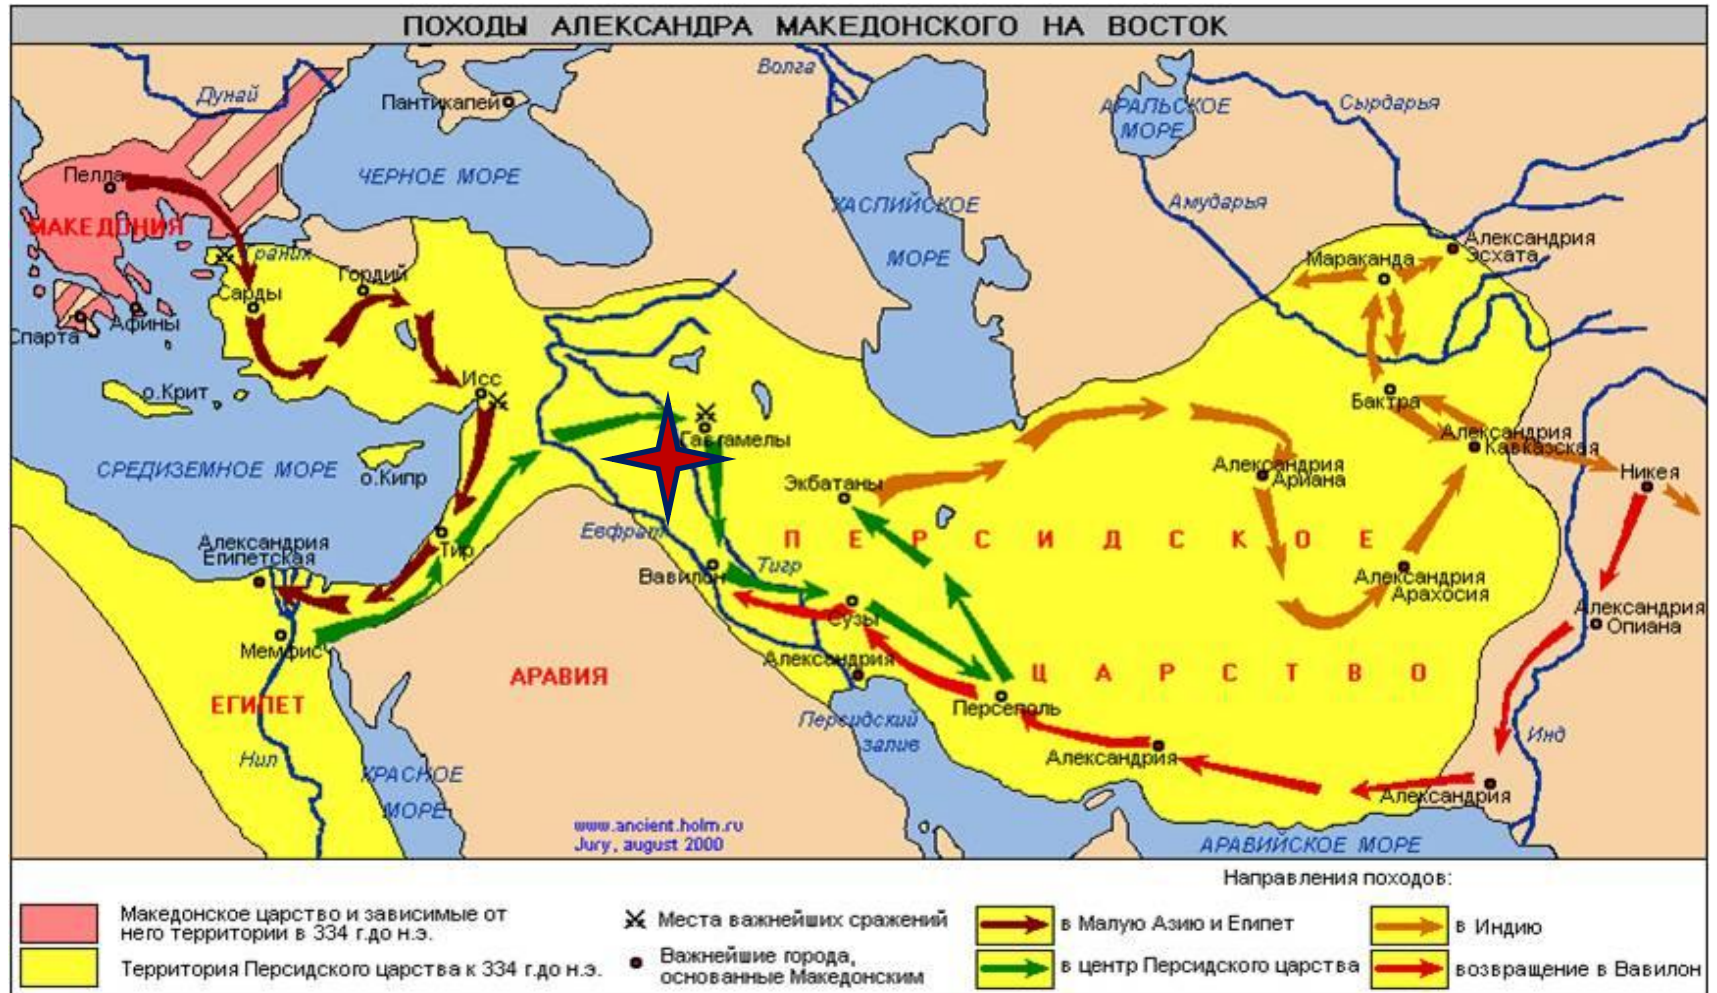 ПОХОДЫ АЛЕКСАНДРА МАКЕДОНСКОГО НА ВОСТОК
Дунай
Пантикапей
Волга
АРАЛЬСКОЕ
МОРЕ
Сырдарья
Пелла
ЧЕРНОЕ МОРЕ
МАКЕДОНИЯ
КАСПИЙСКОЕ
МОРЕ
Амударья
раник
Александрия
Эсхата
Мараканда
Гордий
Сарды
Спарта
Афины
Исс
о.Крит
Бактра
Гавгамелы
Александрия
Кавказская
СРЕДИЗЕМНОЕ МОРЕ
о.Кипр
Экбатаны
Александрия
Ариана
Никея
Евфрат
ПЕРСИДСКОЕ
Александрия
Египетская
Тир
Вавилон
Тигр
Александрия
Арахосия
Сузы
Александрия
Опиана
Мемфис
Александрия
АРАВИЯ
ЦАРСТВО
ЕГИПЕТ
Персеполь
Персидский
залив
Нил
КРАСНОЕ
МОРЕ
Александрия
Инд
Александрия
www.ancient.holm.ru
Jury, august 2000
АРАВИЙСКОЕ МОРЕ
Направления походов:
Македонское царство и зависимые от
него территории в 334 г.до н.э.
Территория Персидского царства к 334 г.до н.э.
Места важнейших сражений
Важнейшие города,
основанные Македонским
в Малую Азию и Египет
в центр Персидского царства
в Индию
возвращение в Вавилон